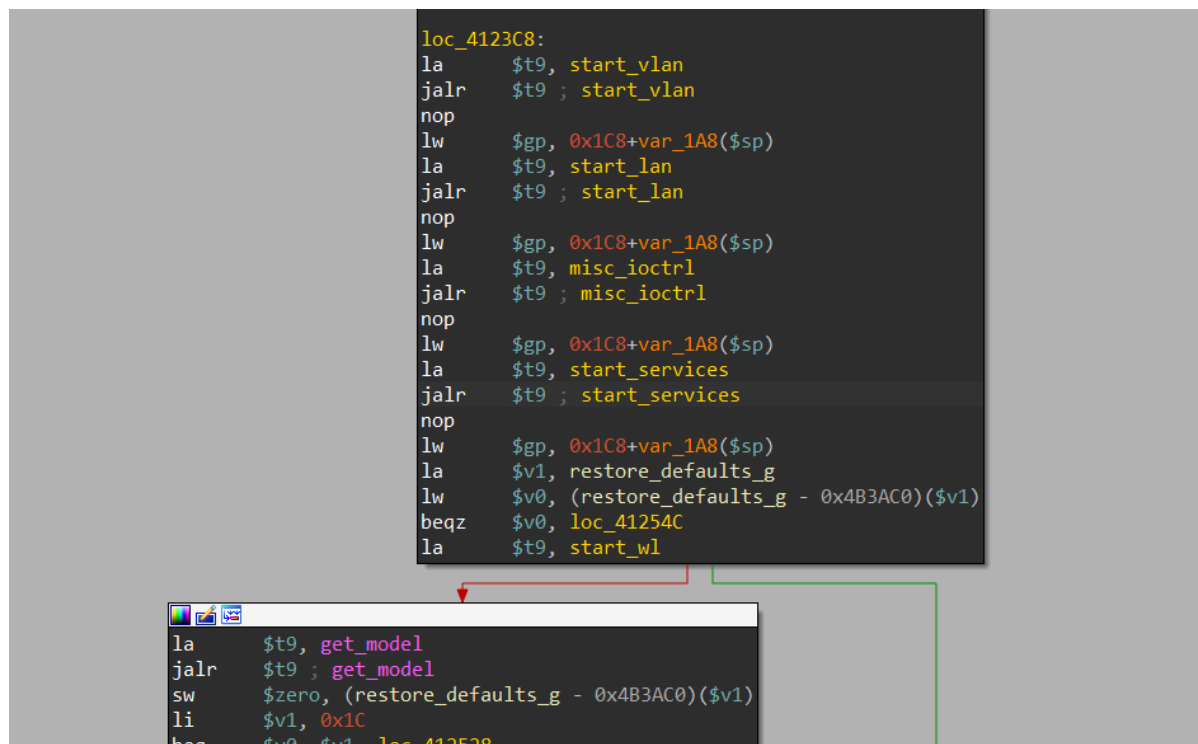 loc_4123C8:
la $t9, start_vlan
jalr $t9 ; start_vlan
nop
lw $gp, 0x1C8+var_1A8($sp)
la $t9, start_lan
jalr $t9 ; start_lan
nop
lw $gp, 0x1C8+var_1A8($sp)
la $t9, misc_ioctrl
jalr $t9 ; misc_ioctrl
nop
lw $gp, 0x1C8+var_1A8($sp)
la $t9, start_services
jalr $t9 ; start_services
nop
lw $gp, 0x1C8+var_1A8($sp)
la $v1, restore_defaults_g
lw $v0, (restore_defaults_g - 0x4B3AC0)($v1)
beqz $v0, loc_41254C
la $t9, start_wl
la $t9, get_model
jalr $t9 ; get_model
sw $zero, (restore_defaults_g - 0x4B3AC0)($v1)
li $v1, 0x1C